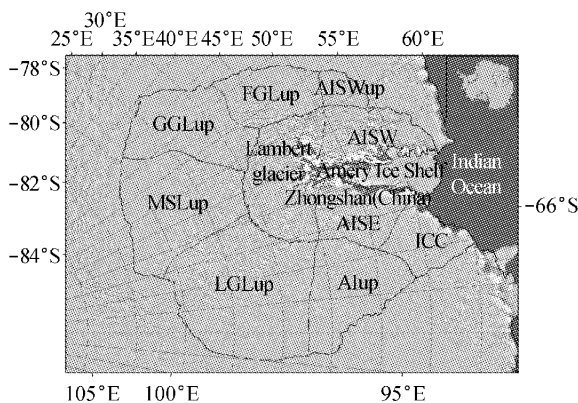 30°E
25°E 35°E 40°E 45°E 50°E 55°E 60°E
-78°S
-80°S
-82°S
-84°S
-66°S
FGLup
AISWup
GGLup
AISW
Lambert
glacier
Amery Ice Shelf
Indian
Ocean
Zhongshan(China)
MSLup
AISE
ICC
LGLup
AIup
105°E 100°E 95°E